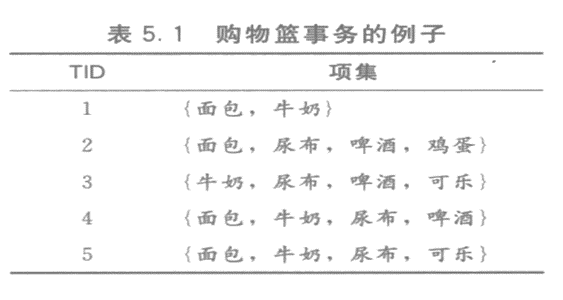 表 5.1 购物篮事务的例子
TID 项集
1 {面包，牛奶}
2 {面包，尿布，啤酒，鸡蛋}
3 {牛奶，尿布，啤酒，可乐}
4 {面包，牛奶，尿布，啤酒}
5 {面包，牛奶，尿布，可乐}